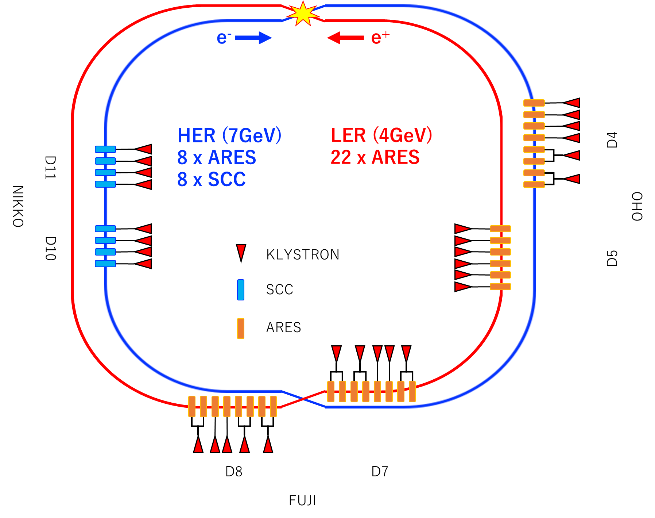 e- e+
HER (7GeV)
8 x ARES
8 x SCC
LER (4GeV)
22 x ARES
D4
D11
NIKKO
OHO
D10
D5
KLYSTRON
SCC
ARES
D8
D7
FUJI